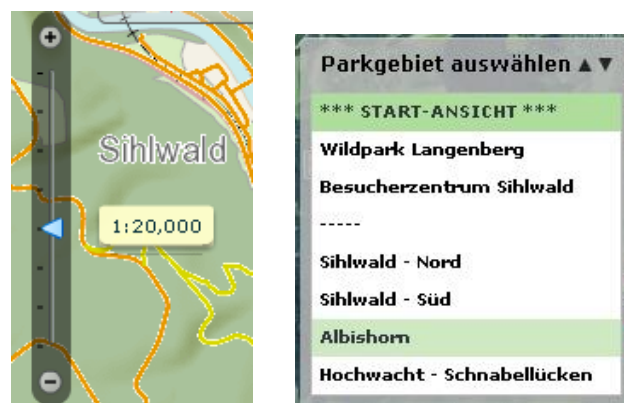 Sihlwald
1:20,000
Parkgebiet auswählen ▲▼
*** START-ANSICHT ***
Wildpark Langenberg
Besucherzentrum Sihlwald
-----
Sihlwald - Nord
Sihlwald - Süd
Albishorn
Hochwacht - Schnabellücken